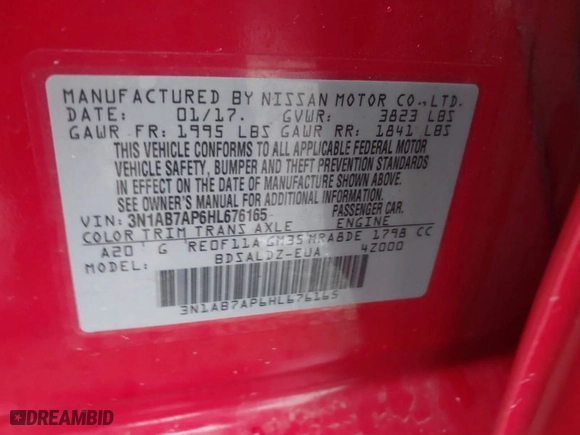 MANUFACTURED BY NISSAN MOTOR CO.,LTD.
DATE: 01/17. GVWR: 3823 LBS
GAWR FR: 1995 LBS GAWR RR: 1841 LBS
THIS VEHICLE CONFORMS TO ALL APPLICABLE FEDERAL MOTOR
VEHICLE SAFETY, BUMPER AND THEFT PREVENTION STANDARDS
IN EFFECT ON THE DATE OF MANUFACTURE SHOWN ABOVE.
SEE OWNER'S MANUAL FOR ADDITIONAL INFORMATION.
VIN: 3N1AB7AP6HL676165 PASSENGER CAR.
COLOR TRIM TRANS AXLE ENGINE
A20 G RE0F11A GM35 MRA8DE 1798 CC
MODEL: BDSALDZ-EUA 4Z000
3N1AB7AP6HL676165
DREAMBID